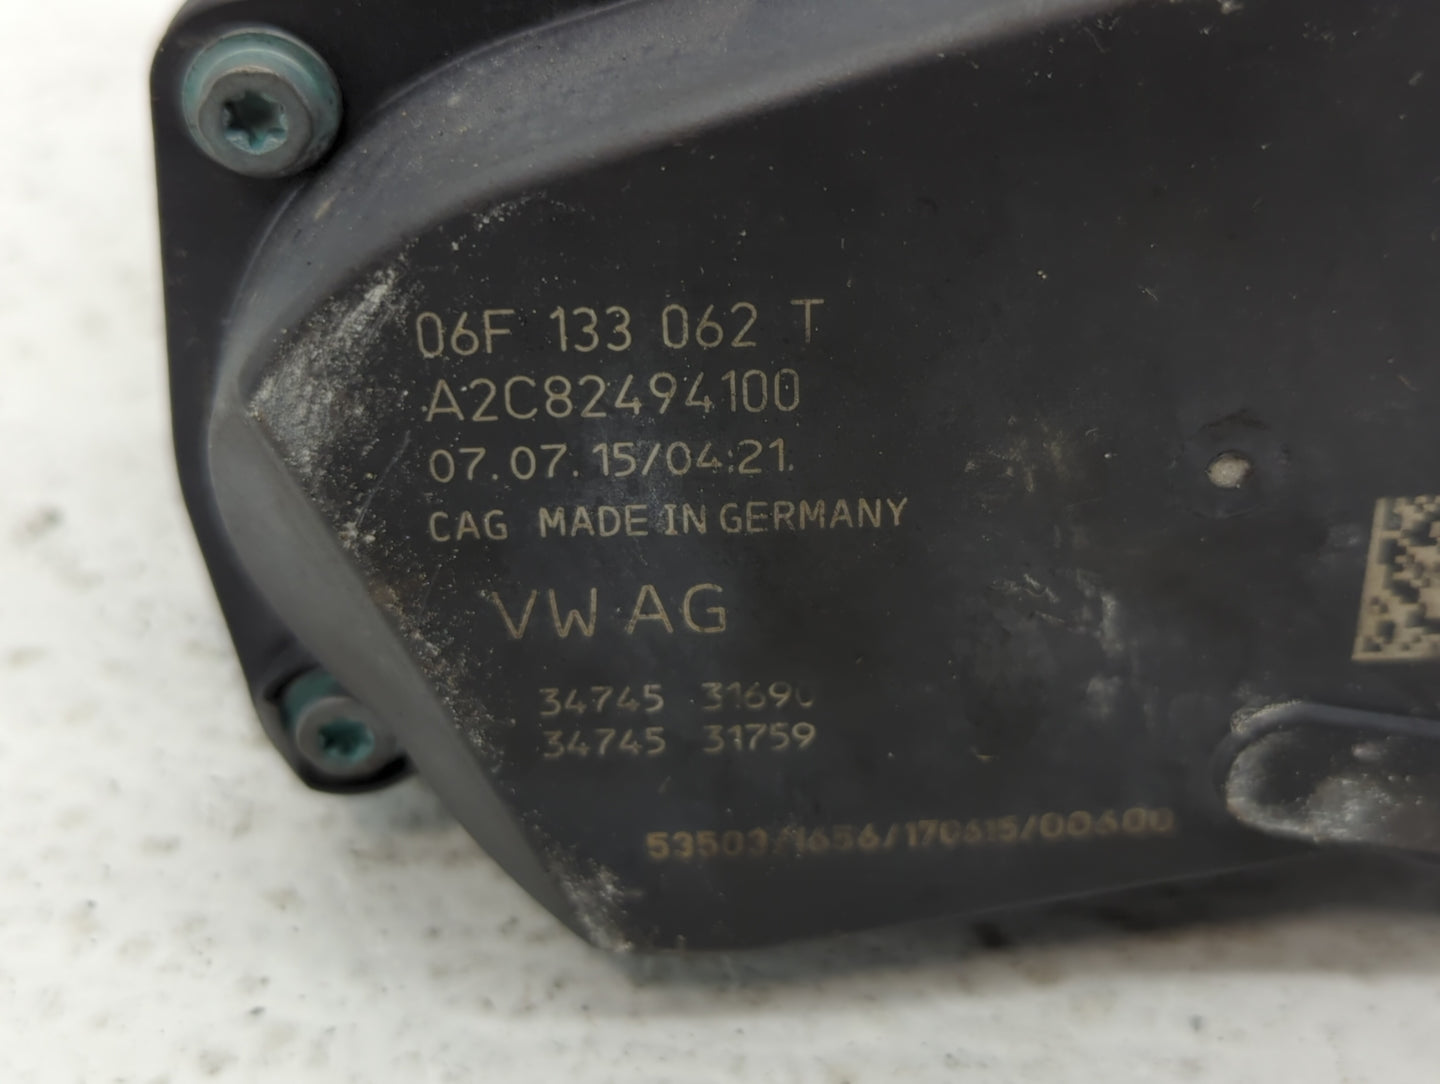 06F 133 062 T
A2C82494100
07.07.15/04:21
CAG MADE IN GERMANY
VW AG
34745 31690
34745 31759
53503/1656/170615/00600